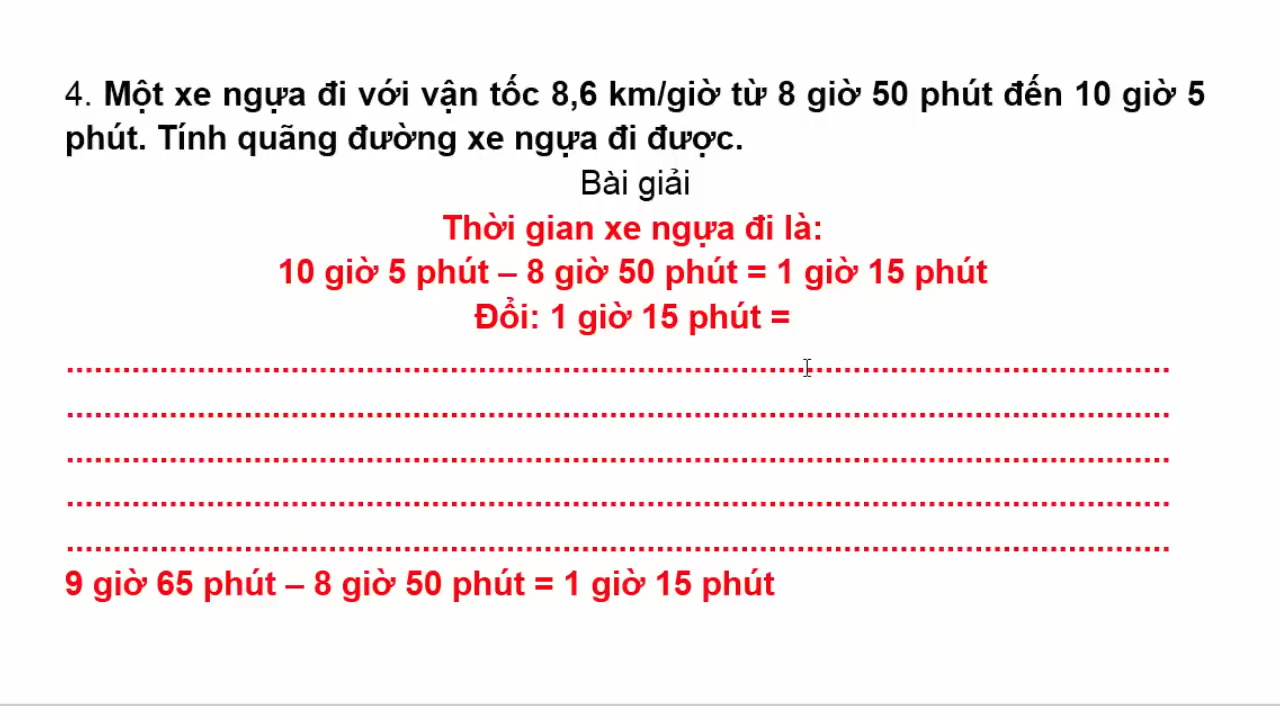 4. Một xe ngựa đi với vận tốc 8,6 km/giờ từ 8 giờ 50 phút đến 10 giờ 5
phút. Tính quãng đường xe ngựa đi được.
Bài giải
Thời gian xe ngựa đi là:
10 giờ 5 phút – 8 giờ 50 phút = 1 giờ 15 phút
Đổi: 1 giờ 15 phút =
......................................................................................................................
......................................................................................................................
......................................................................................................................
......................................................................................................................
......................................................................................................................
9 giờ 65 phút – 8 giờ 50 phút = 1 giờ 15 phút